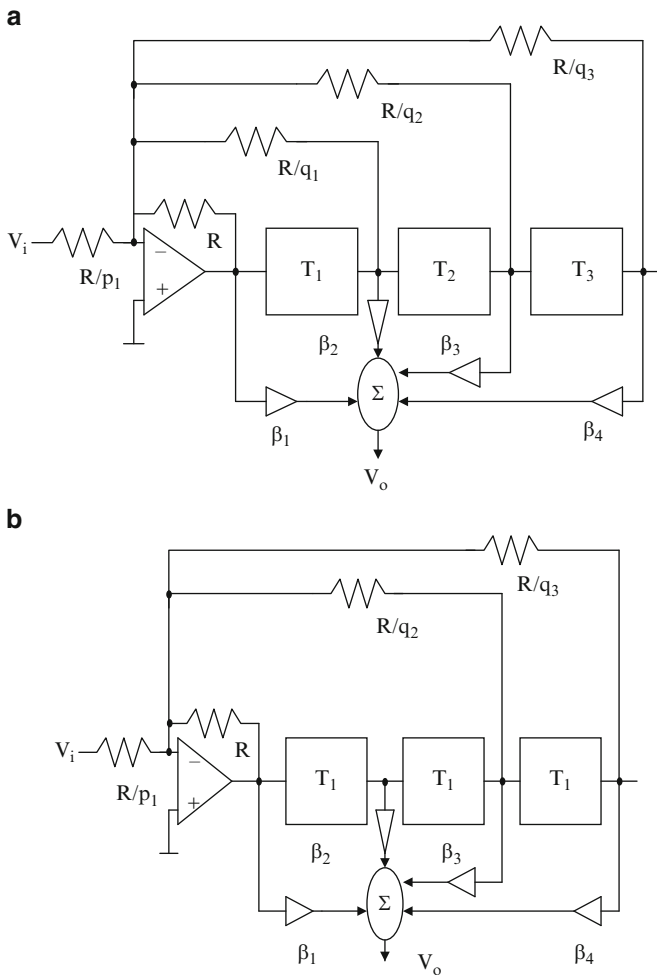 a
R/q₃
R/q₂
R/q₁
Vᵢ
R/p₁
R
−
+
T₁
T₂
T₃
β₂
β₃
Σ
β₁
β₄
Vₒ
b
R/q₃
R/q₂
Vᵢ
R/p₁
R
−
+
T₁
T₁
T₁
β₂
β₃
Σ
β₁
Vₒ
β₄